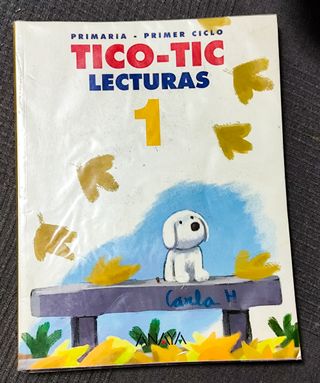 PRIMARIA - PRIMER CICLO
TICO-TIC
LECTURAS
1
Carla M
ANAYA